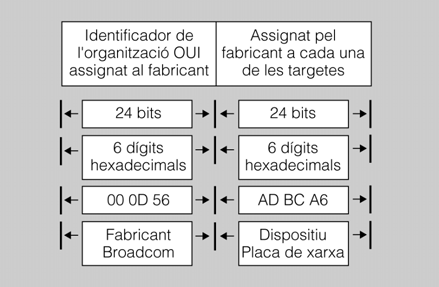 Identificador de
l'organització OUI
assignat al fabricant
Assignat pel
fabricant a cada una
de les targetes
24 bits
24 bits
6 dígits
hexadecimals
6 dígits
hexadecimals
00 0D 56
AD BC A6
Fabricant
Broadcom
Dispositiu
Placa de xarxa